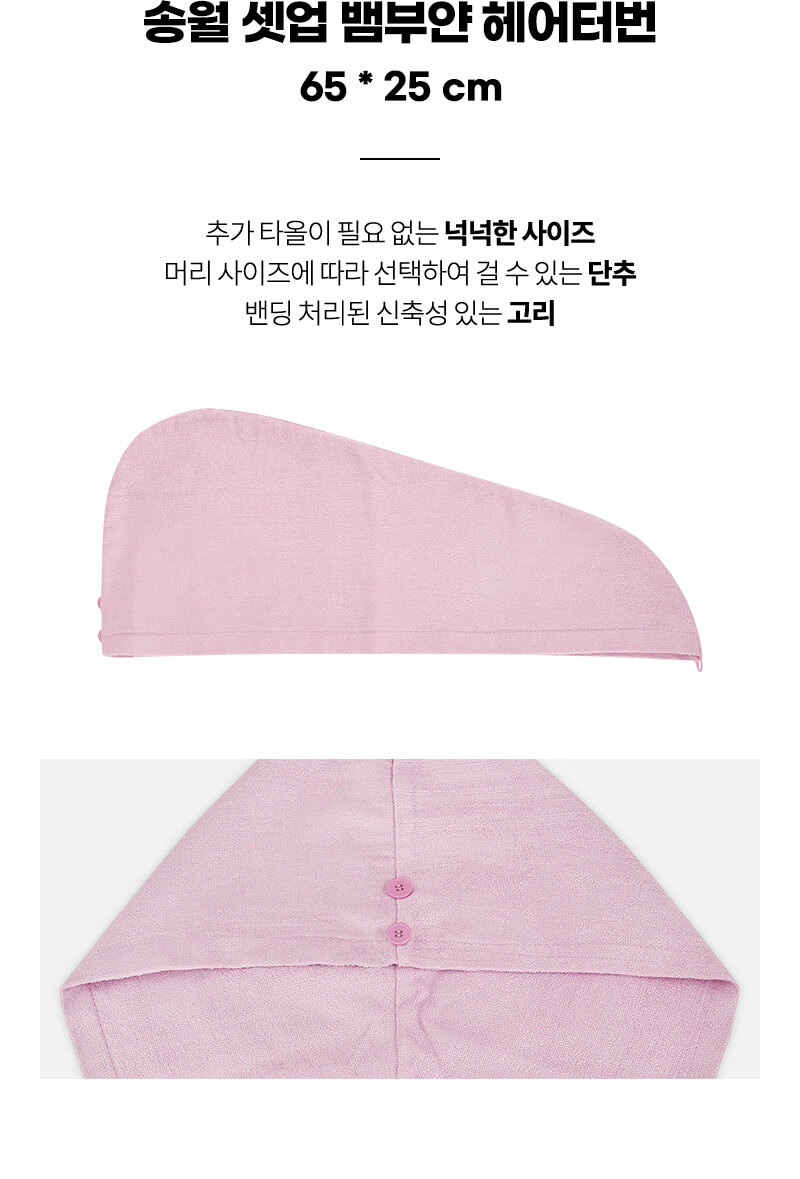 송월 셋업 뱀부얀 헤어터번
65 * 25 cm
추가 타올이 필요 없는 넉넉한 사이즈
머리 사이즈에 따라 선택하여 걸 수 있는 단추
밴딩 처리된 신축성 있는 고리